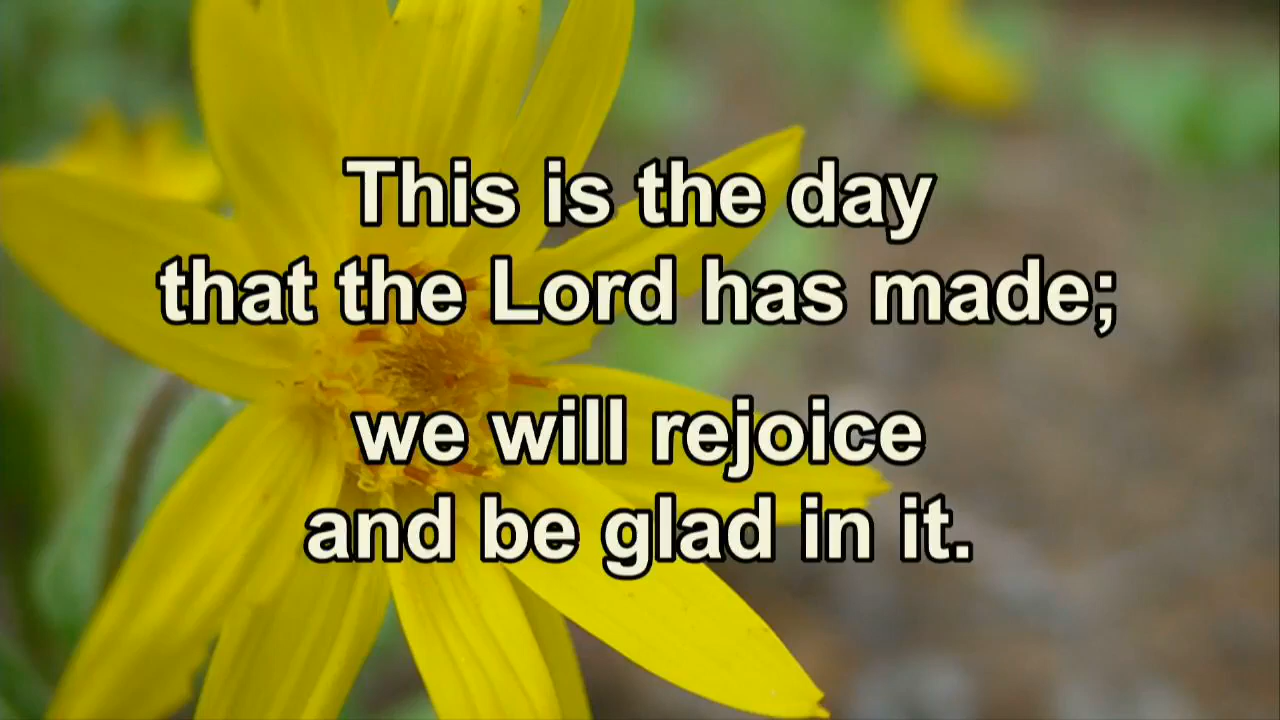 This is the day
that the Lord has made;
we will rejoice
and be glad in it.